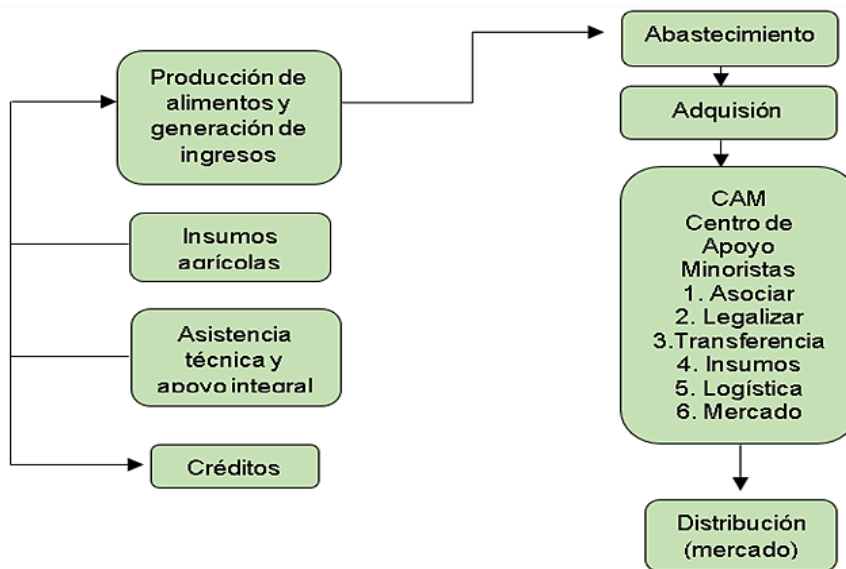 Producción de
alimentos y
generación de
ingresos
Insumos
agrícolas
Asistencia
técnica y
apoyo integral
Créditos
Abastecimiento
Adquisión
CAM
Centro de
Apoyo
Minoristas
1. Asociar
2. Legalizar
3.Transferencia
4. Insumos
5. Logística
6. Mercado
Distribución
(mercado)